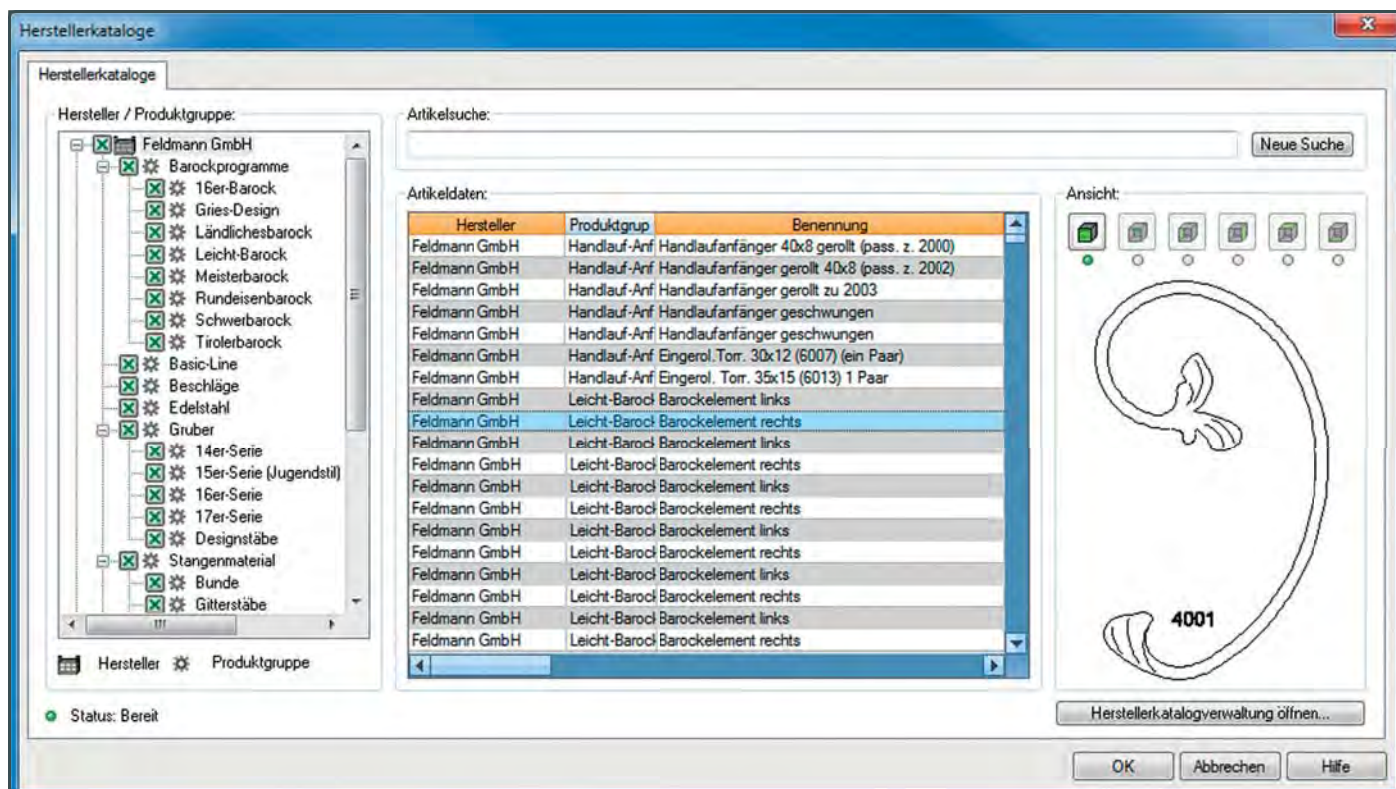 Herstellerkataloge
Herstellerkataloge
Hersteller / Produktgruppe:
Feldmann GmbH
Barockprogramme
16er-Barock
Gries-Design
Ländlichesbarock
Leicht-Barock
Meisterbarock
Rundeisenbarock
Schwerbarock
Tirolerbarock
Basic-Line
Beschläge
Edelstahl
Gruber
14er-Serie
15er-Serie (Jugendstil)
16er-Serie
17er-Serie
Designstäbe
Stangenmaterial
Bunde
Gitterstäbe
Hersteller Produktgruppe
Status: Bereit
Artikelsuche:
Neue Suche
Artikeldaten:
Hersteller Produktgrup Benennung
Feldmann GmbH Handlauf-Anf Handlaufanfänger 40x8 gerollt (pass. z. 2000)
Feldmann GmbH Handlauf-Anf Handlaufanfänger gerollt 40x8 (pass. z. 2002)
Feldmann GmbH Handlauf-Anf Handlaufanfänger gerollt zu 2003
Feldmann GmbH Handlauf-Anf Handlaufanfänger geschwungen
Feldmann GmbH Handlauf-Anf Handlaufanfänger geschwungen
Feldmann GmbH Handlauf-Anf Eingerol.Torr. 30x12 (6007) (ein Paar)
Feldmann GmbH Handlauf-Anf Eingerol. Torr. 35x15 (6013) 1 Paar
Feldmann GmbH Leicht-Barock Barockelement links
Feldmann GmbH Leicht-Barock Barockelement rechts
Feldmann GmbH Leicht-Barock Barockelement links
Feldmann GmbH Leicht-Barock Barockelement rechts
Feldmann GmbH Leicht-Barock Barockelement links
Feldmann GmbH Leicht-Barock Barockelement rechts
Feldmann GmbH Leicht-Barock Barockelement links
Feldmann GmbH Leicht-Barock Barockelement rechts
Feldmann GmbH Leicht-Barock Barockelement links
Feldmann GmbH Leicht-Barock Barockelement rechts
Feldmann GmbH Leicht-Barock Barockelement links
Feldmann GmbH Leicht-Barock Barockelement rechts
Ansicht:
4001
Herstellerkatalogverwaltung öffnen...
OK Abbrechen Hilfe